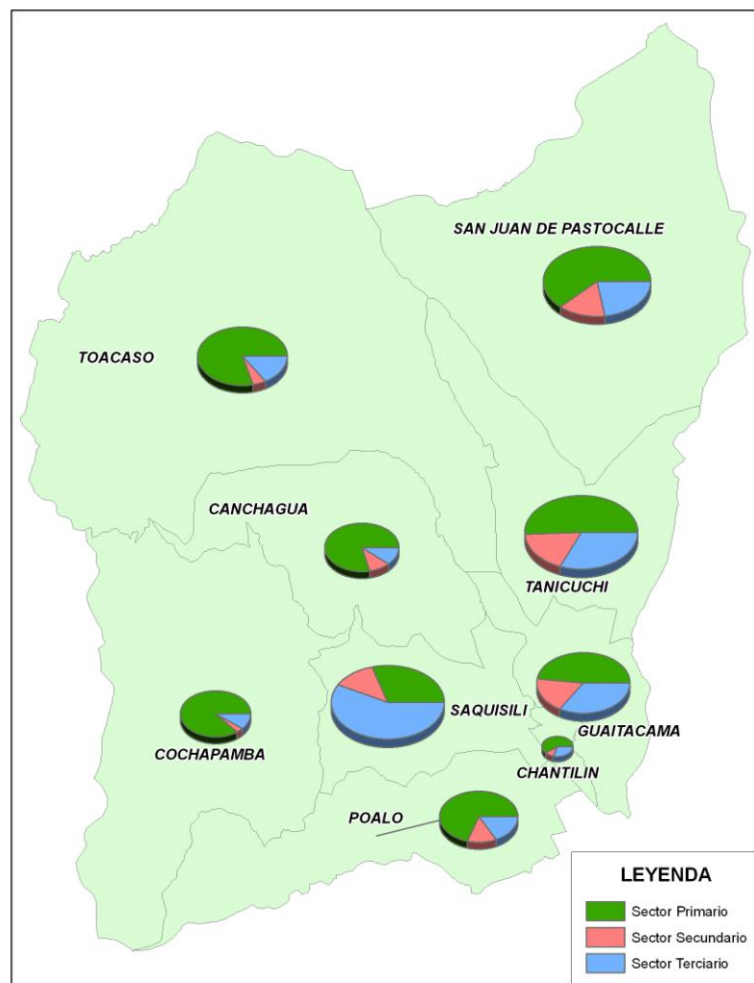 SAN JUAN DE PASTOCALLE
TOACASO
CANCHAGUA
TANICUCHI
SAQUISILI
GUAITACAMA
COCHAPAMBA
CHANTILIN
POALO
LEYENDA
Sector Primario
Sector Secundario
Sector Terciario